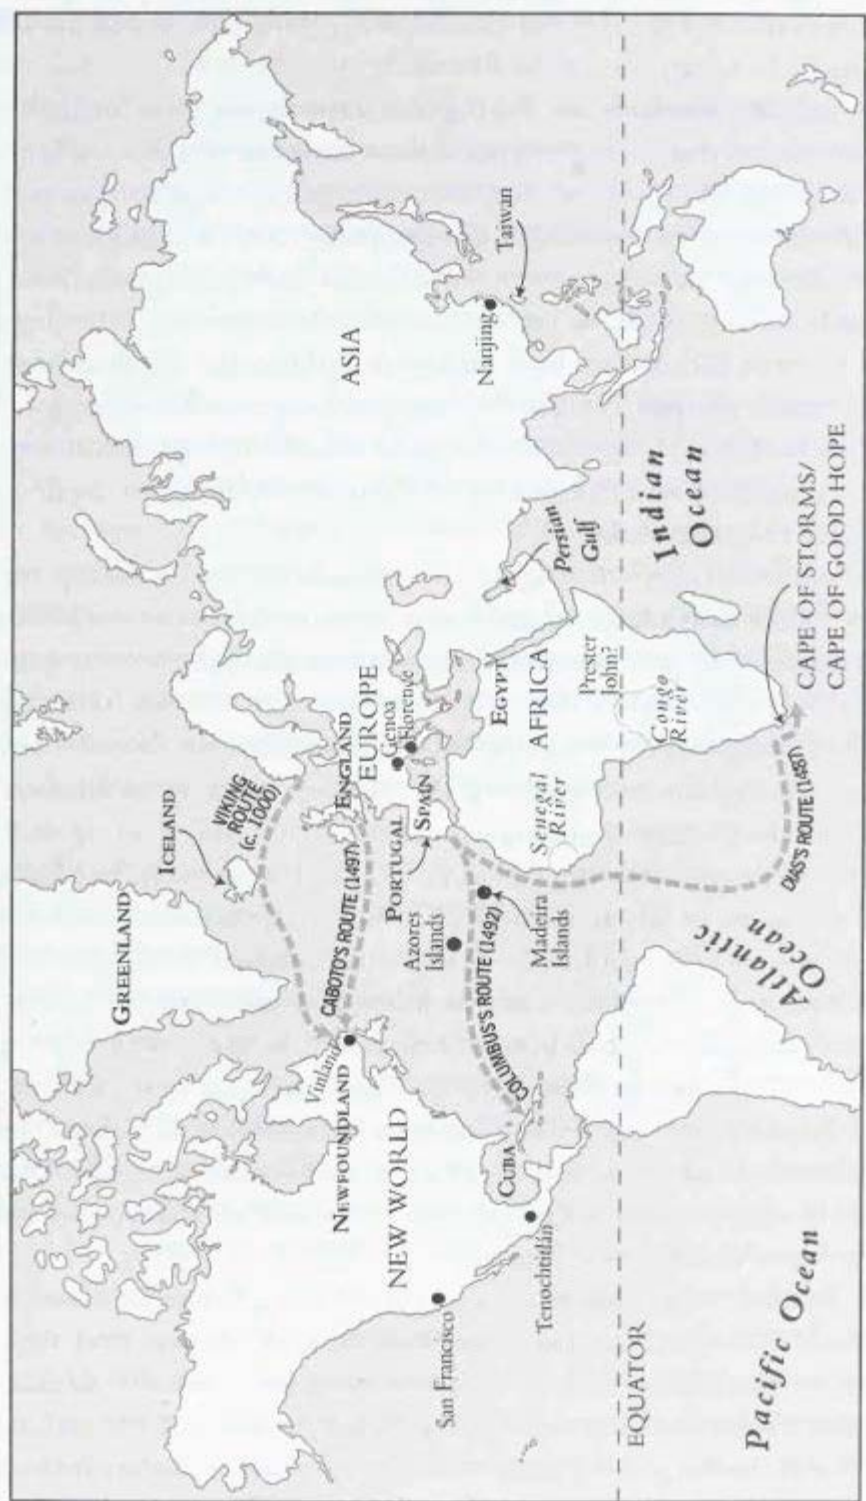 GREENLAND
ICELAND
VIKING
ROUTE
(c. 1000)
ENGLAND
EUROPE
Genoa
Florence
ASIA
Vinland
NEWFOUNDLAND
CABOTO'S ROUTE (1497)
PORTUGAL
SPAIN
NEW WORLD
Azores
Islands
San Francisco
COLUMBUS'S ROUTE (1492)
Madeira
Islands
EGYPT
Persian
Gulf
Nanjing
Taiwan
CUBA
Tenochtitlán
Senegal
River
AFRICA
Prester
John?
EQUATOR
Congo
River
Indian
Ocean
Pacific Ocean
Atlantic
Ocean
DIAS'S ROUTE (1487)
CAPE OF STORMS/
CAPE OF GOOD HOPE